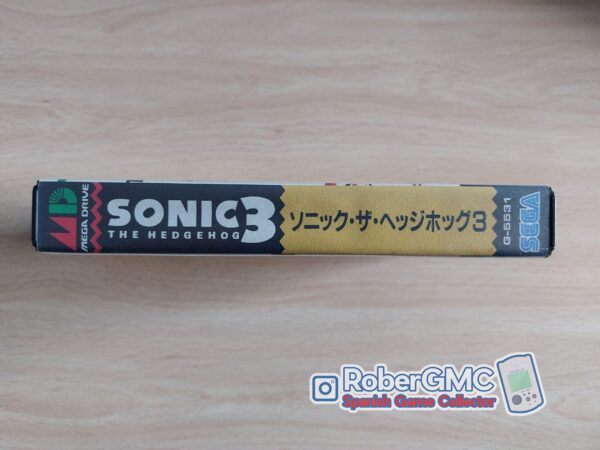 MD
MEGA DRIVE
SONIC 3
THE HEDGEHOG
ソニック・ザ・ヘッジホッグ3
G-5531
SEGA
RoberGMC
Spanish Game Collector